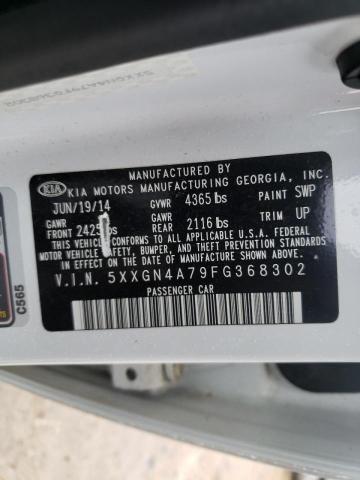 5XXGN4A79FG368302
MANUFACTURED BY
KIA
KIA MOTORS MANUFACTURING GEORGIA, INC.
JUN/19/14 GVWR 4365 lbs PAINT SWP
GAWR FRONT 2425 lbs GAWR REAR 2116 lbs TRIM UP
THIS VEHICLE CONFORMS TO ALL APPLICABLE U.S.A. FEDERAL
MOTOR VEHICLE SAFETY, BUMPER, AND THEFT PREVENTION
STANDARDS IN EFFECT ON THE DATE OF MANUFACTURE SHOWN ABOVE.
V.I.N. 5XXGN4A79FG368302
PASSENGER CAR
C565